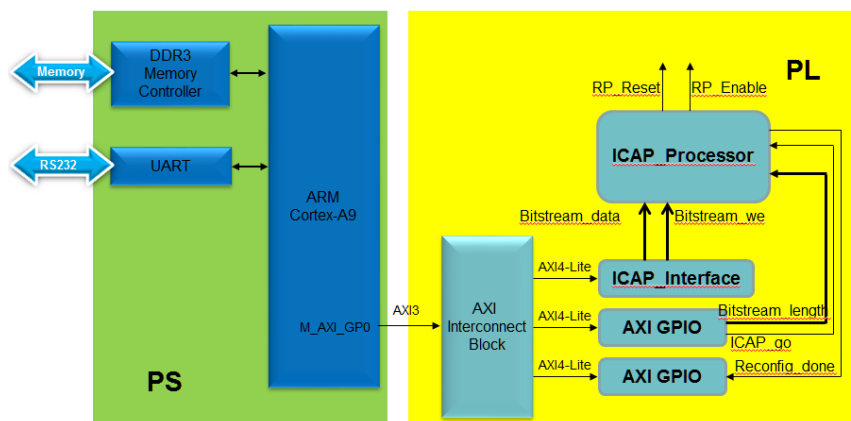 DDR3
Memory
Controller
Memory
RS232
UART
ARM
Cortex-A9
M_AXI_GP0
PS
AXI3
PL
RP_Reset
RP_Enable
ICAP_Processor
Bitstream_data
Bitstream_we
AXI4-Lite
ICAP_Interface
AXI
Interconnect
Block
Bitstream_length
AXI4-Lite
AXI GPIO
ICAP_go
Reconfig_done
AXI4-Lite
AXI GPIO